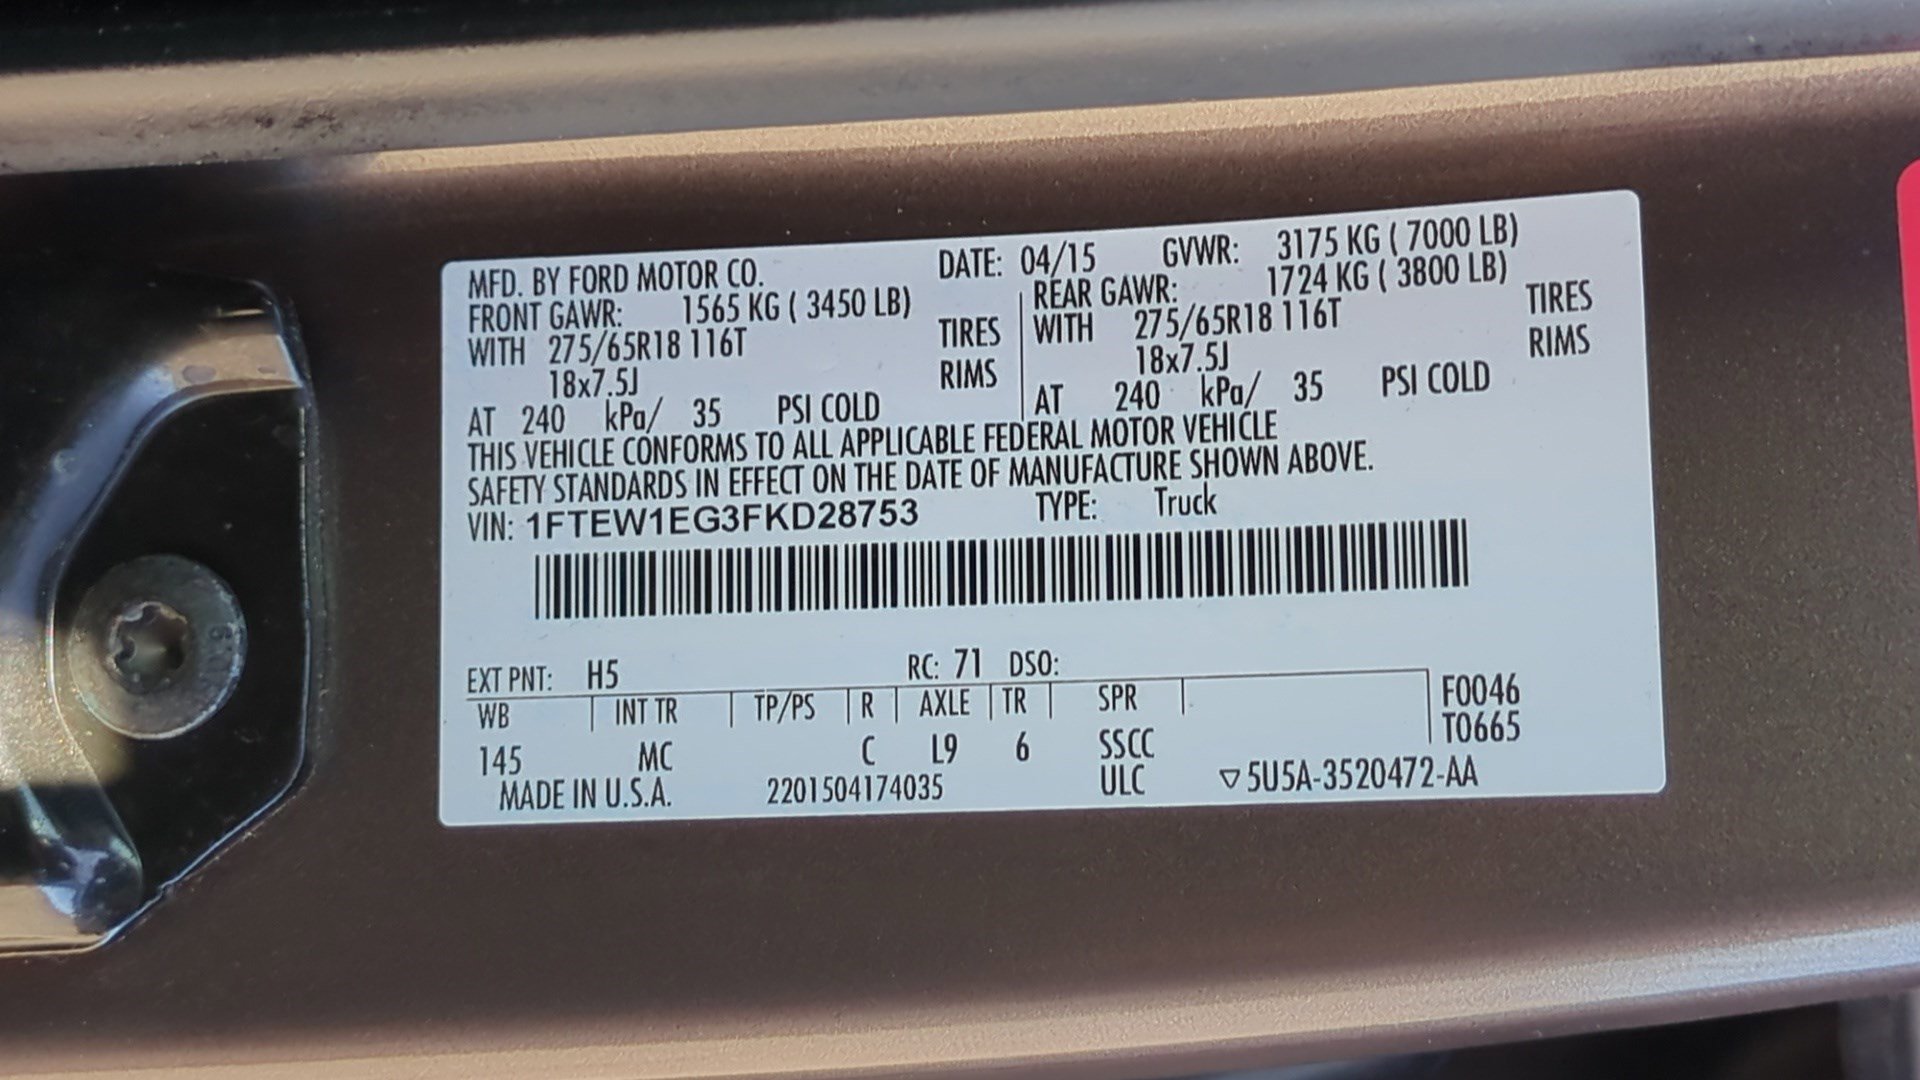 MFD. BY FORD MOTOR CO. DATE: 04/15 GVWR: 3175 KG ( 7000 LB)
FRONT GAWR: 1565 KG ( 3450 LB) REAR GAWR: 1724 KG ( 3800 LB)
WITH 275/65R18 116T TIRES WITH 275/65R18 116T TIRES
18x7.5J RIMS 18x7.5J RIMS
AT 240 kPa/ 35 PSI COLD AT 240 kPa/ 35 PSI COLD
THIS VEHICLE CONFORMS TO ALL APPLICABLE FEDERAL MOTOR VEHICLE
SAFETY STANDARDS IN EFFECT ON THE DATE OF MANUFACTURE SHOWN ABOVE.
VIN: 1FTEW1EG3FKD28753 TYPE: Truck
EXT PNT: H5 RC: 71 DSO:
WB INT TR TP/PS R AXLE TR SPR F0046
T0665
145 MC C L9 6 SSCC
MADE IN U.S.A. 2201504174035 ULC ▽5U5A-3520472-AA